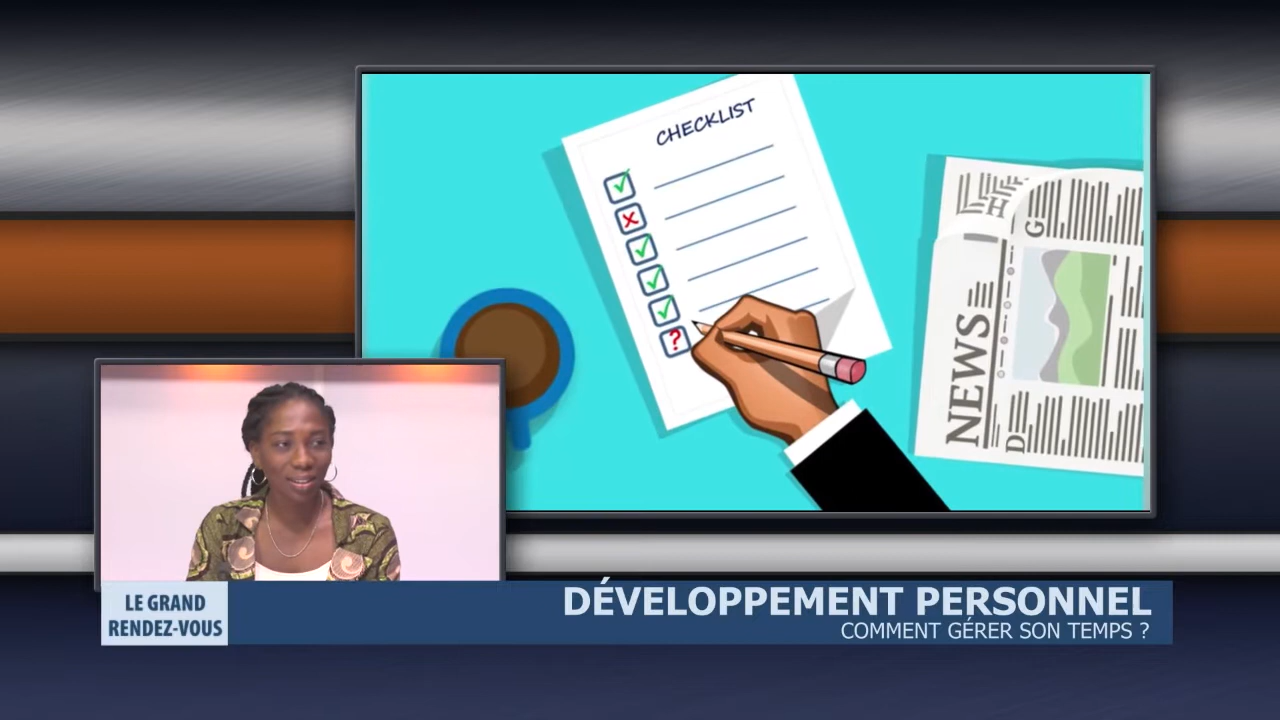 CHECKLIST
?
NEWS
G
D
LE GRAND
RENDEZ-VOUS
DÉVELOPPEMENT PERSONNEL
COMMENT GÉRER SON TEMPS ?